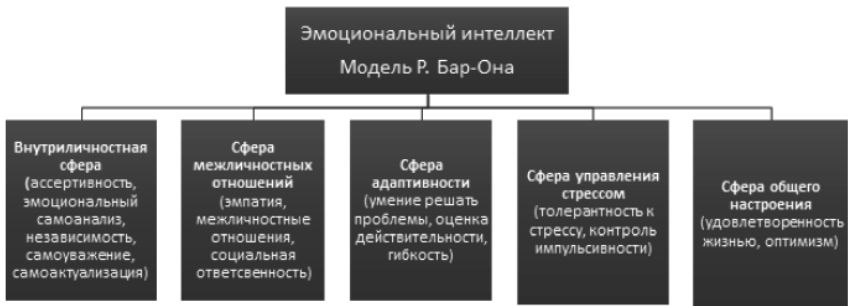 Эмоциональный интеллект
Модель Р. Бар-Она
Внутриличностная
сфера
(ассертивность,
эмоциональный
самоанализ,
независимость,
самоуважение,
самоактуализация)
Сфера
межличностных
отношений
(эмпатия,
межличностные
отношения,
социальная
ответсвенность)
Сфера
адаптивности
(умение решать
проблемы, оценка
действительности,
гибкость)
Сфера управления
стрессом
(толерантность к
стрессу, контроль
импульсивности)
Сфера общего
настроения
(удовлетворенность
жизнью, оптимизм)